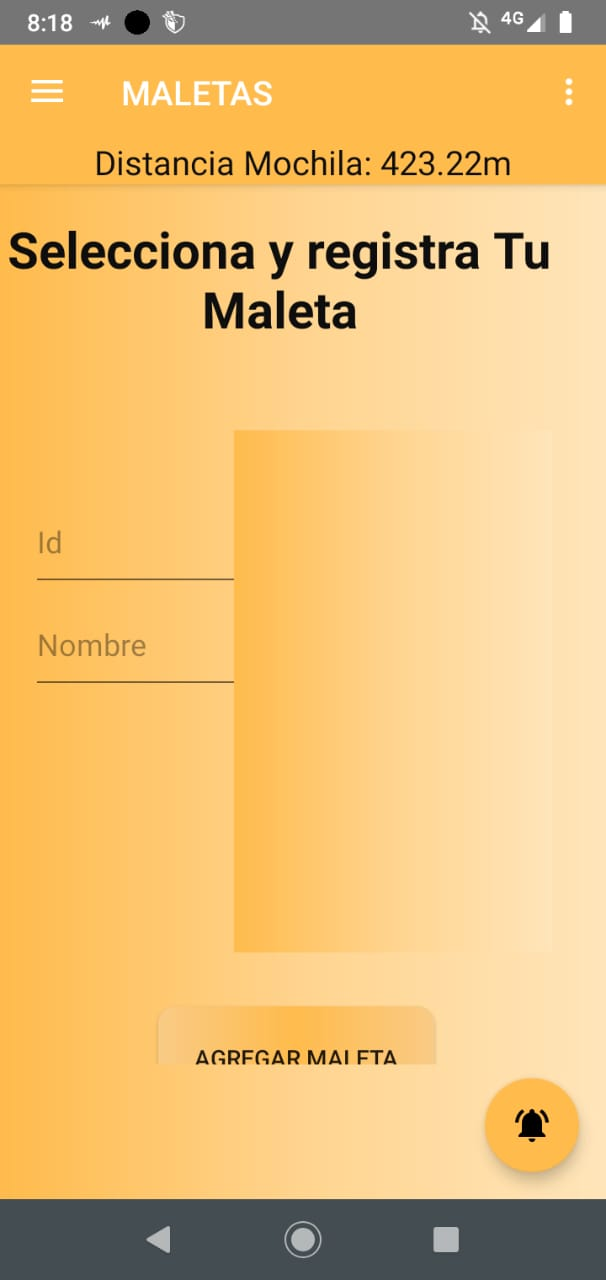 8:18
4G
MALETAS
Distancia Mochila: 423.22m
Selecciona y registra Tu
Maleta
Id
Nombre
AGREGAR MALETA